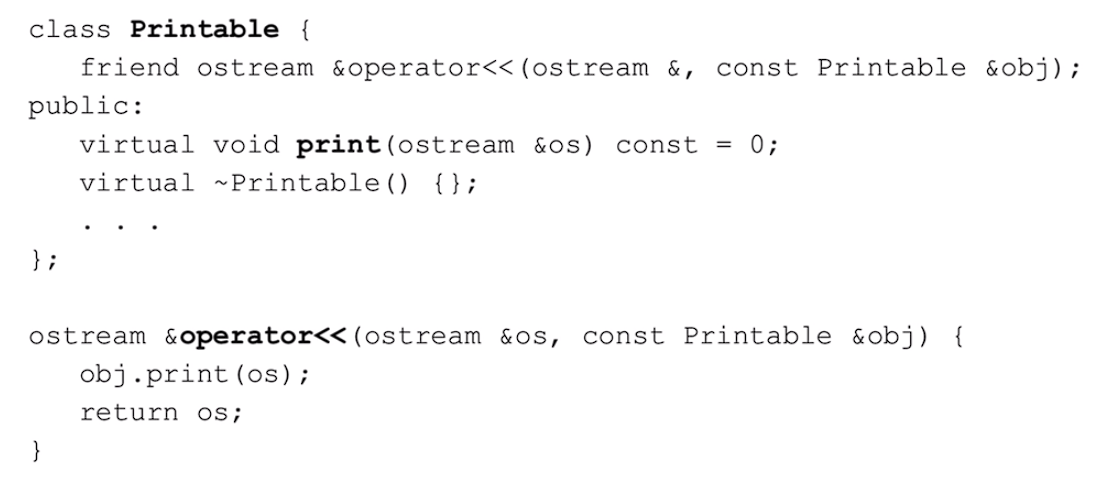 class Printable {
   friend ostream &operator<<(ostream &, const Printable &obj);
public:
   virtual void print(ostream &os) const = 0;
   virtual ~Printable() {};
   . . .
};

ostream &operator<<(ostream &os, const Printable &obj) {
   obj.print(os);
   return os;
}